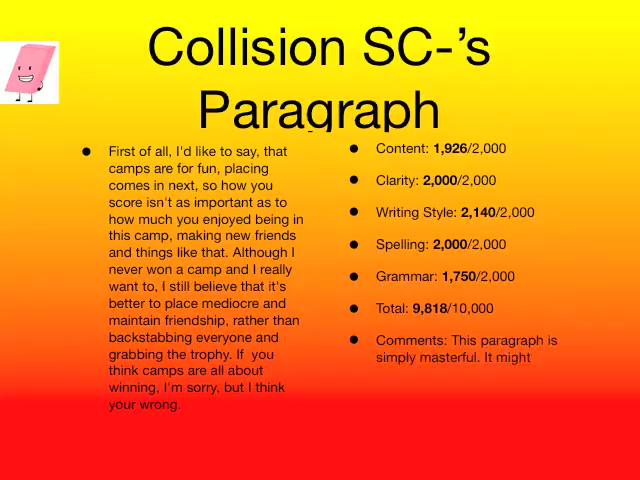 Collision SC-’s
Paragraph
• First of all, I'd like to say, that
camps are for fun, placing
comes in next, so how you
score isn't as important as to
how much you enjoyed being in
this camp, making new friends
and things like that. Although I
never won a camp and I really
want to, I still believe that it's
better to place mediocre and
maintain friendship, rather than
backstabbing everyone and
grabbing the trophy. If  you
think camps are all about
winning, I'm sorry, but I think
your wrong.
• Content: 1,926/2,000
• Clarity: 2,000/2,000
• Writing Style: 2,140/2,000
• Spelling: 2,000/2,000
• Grammar: 1,750/2,000
• Total: 9,818/10,000
• Comments: This paragraph is
simply masterful. It might